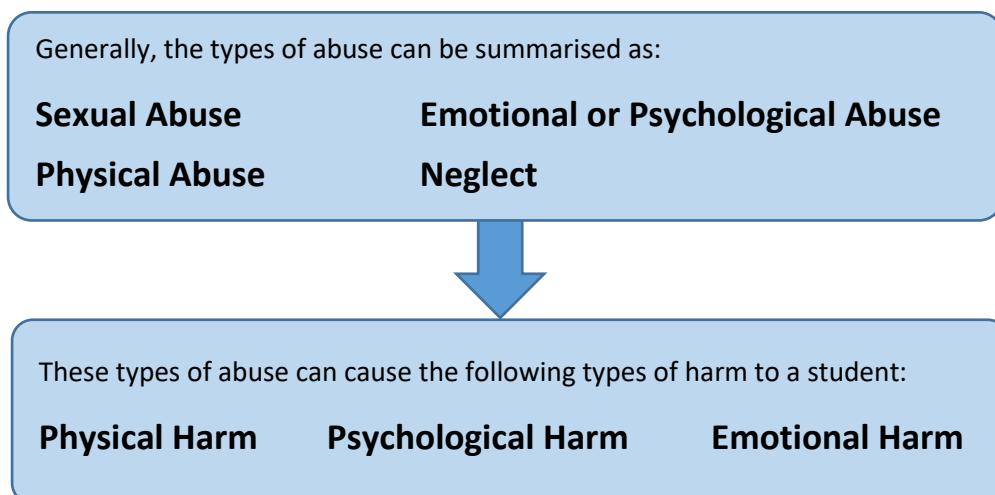 Generally, the types of abuse can be summarised as:
Sexual Abuse Emotional or Psychological Abuse
Physical Abuse Neglect
These types of abuse can cause the following types of harm to a student:
Physical Harm Psychological Harm Emotional Harm